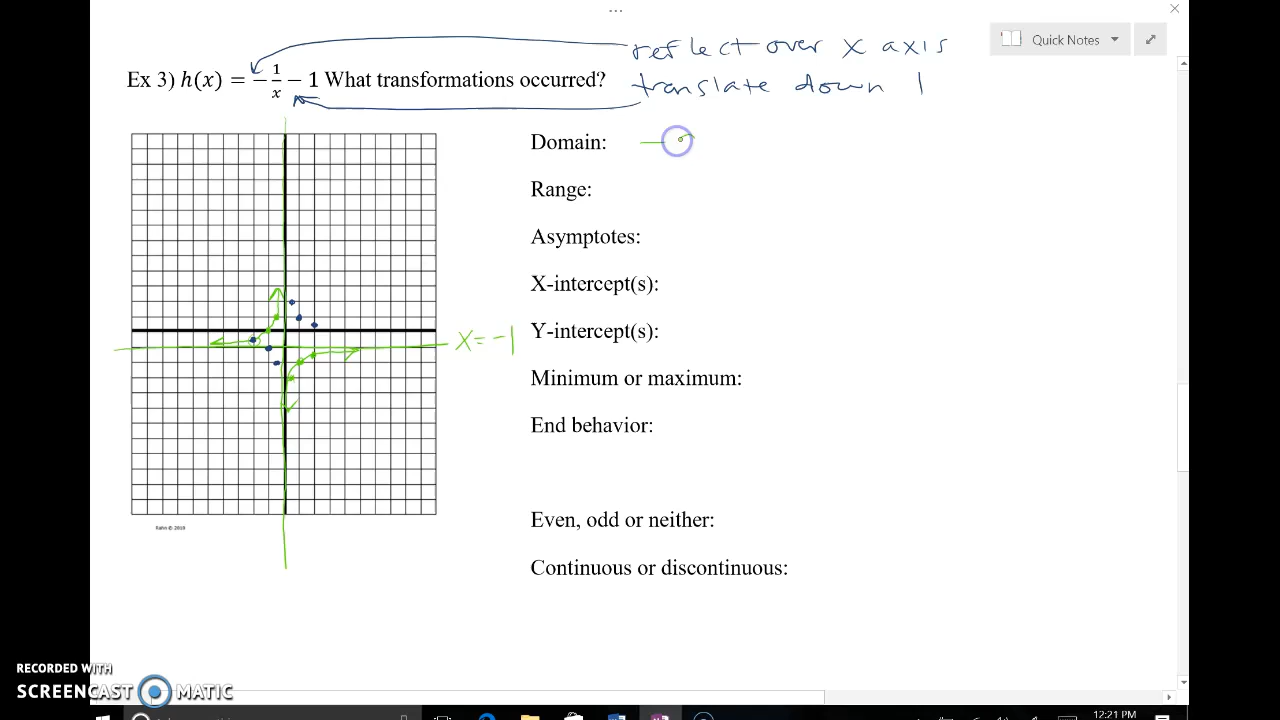 Quick Notes
reflect over x axis
Ex 3) h(x) = − 1/x − 1 What transformations occurred?
translate down 1
Domain: −
Range:
Asymptotes:
X-intercept(s):
Y-intercept(s):
x = -1
Minimum or maximum:
End behavior:
Even, odd or neither:
Continuous or discontinuous:
RECORDED WITH
SCREENCAST MATIC
12:21 PM